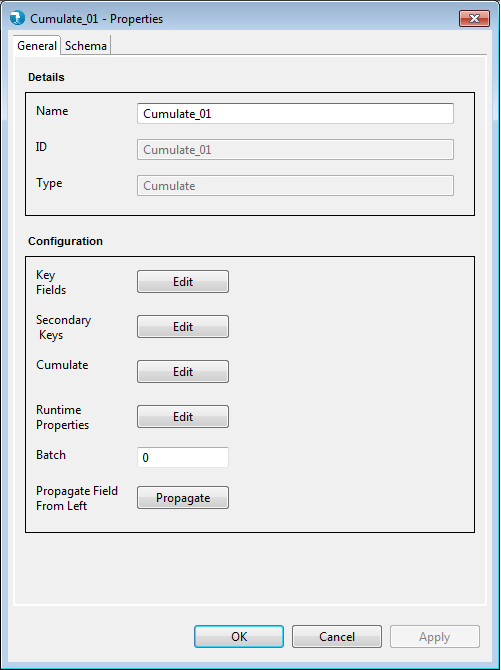 Cumulate_01 - Properties
General Schema
Details
Name Cumulate_01
ID Cumulate_01
Type Cumulate
Configuration
Key
Fields
Edit
Secondary
Keys
Edit
Cumulate Edit
Runtime
Properties
Edit
Batch 0
Propagate Field
From Left
Propagate
OK Cancel Apply